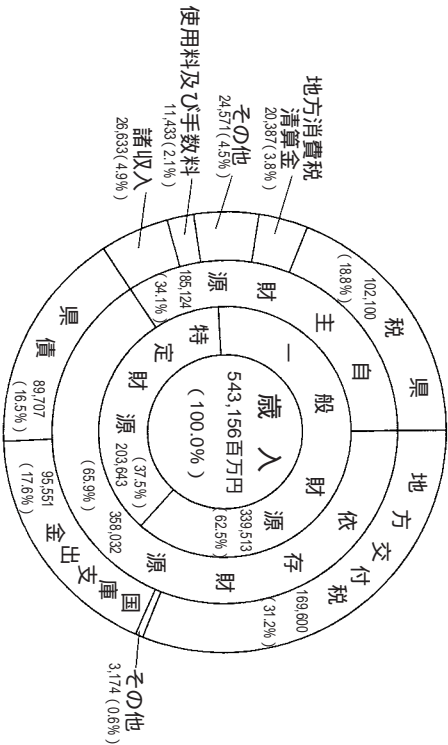 歳入
543,156百万円
(100.0%)
一般財源
339,513
(62.5%)
特定財源
203,643
(37.5%)
自主財源
185,124
(34.1%)
依存財源
358,032
(65.9%)
県税
102,100
(18.8%)
地方消費税
清算金
20,387(3.8%)
その他
24,571(4.5%)
使用料及び手数料
11,433(2.1%)
諸収入
26,633(4.9%)
県債
89,707
(16.5%)
国庫支出金
95,551
(17.6%)
その他
3,174(0.6%)
地方交付税
169,600
(31.2%)